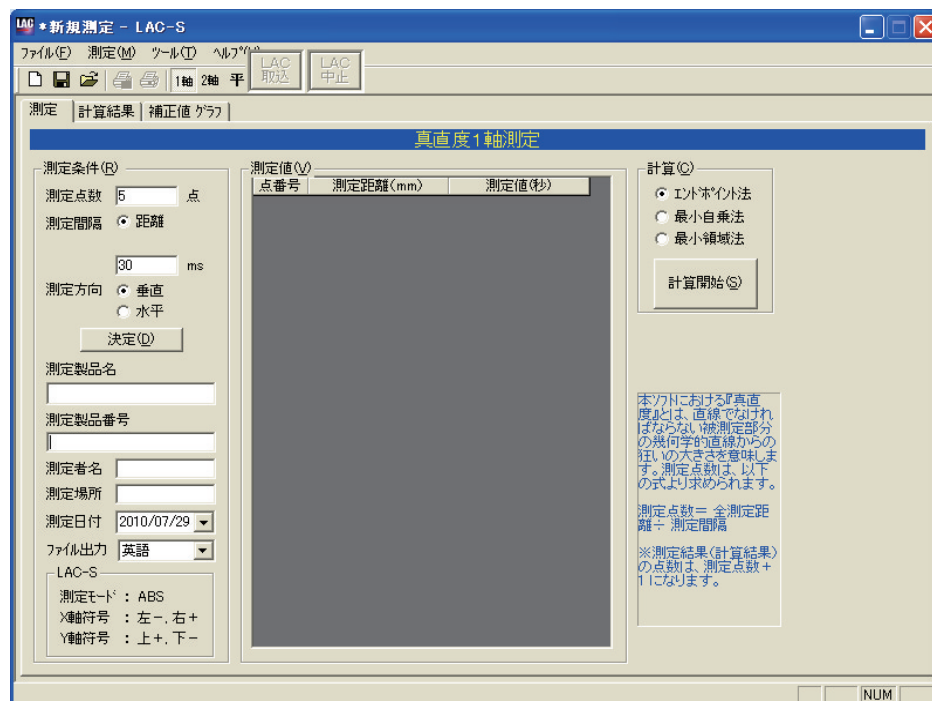 LAC *新規測定 - LAC-S
ファイル(F) 測定(M) ツール(T) ヘルプ(H)
LAC 取込
LAC 中止
1軸 2軸 平
測定 計算結果 補正値 グラフ
真直度1軸測定
測定条件(R)
測定点数 5 点
測定間隔 距離
30 ms
測定方向 垂直
水平
決定(D)
測定製品名
測定製品番号
測定者名
測定場所
測定日付 2010/07/29
ファイル出力 英語
LAC-S
測定モード : ABS
X軸符号 : 左-, 右+
Y軸符号 : 上+, 下-
測定値(V)
点番号 測定距離(mm) 測定値(秒)
計算(C)
エンドポイント法
最小自乗法
最小領域法
計算開始(S)
本ソフトにおける『真直
度』とは、直線でなけれ
ばならない被測定部分
の幾何学的直線からの
狂いの大きさを意味しま
す。測定点数は、以下
の式より求められます。
測定点数= 全測定距
離÷ 測定間隔
※測定結果(計算結果)
の点数は、測定点数+
1になります。
NUM